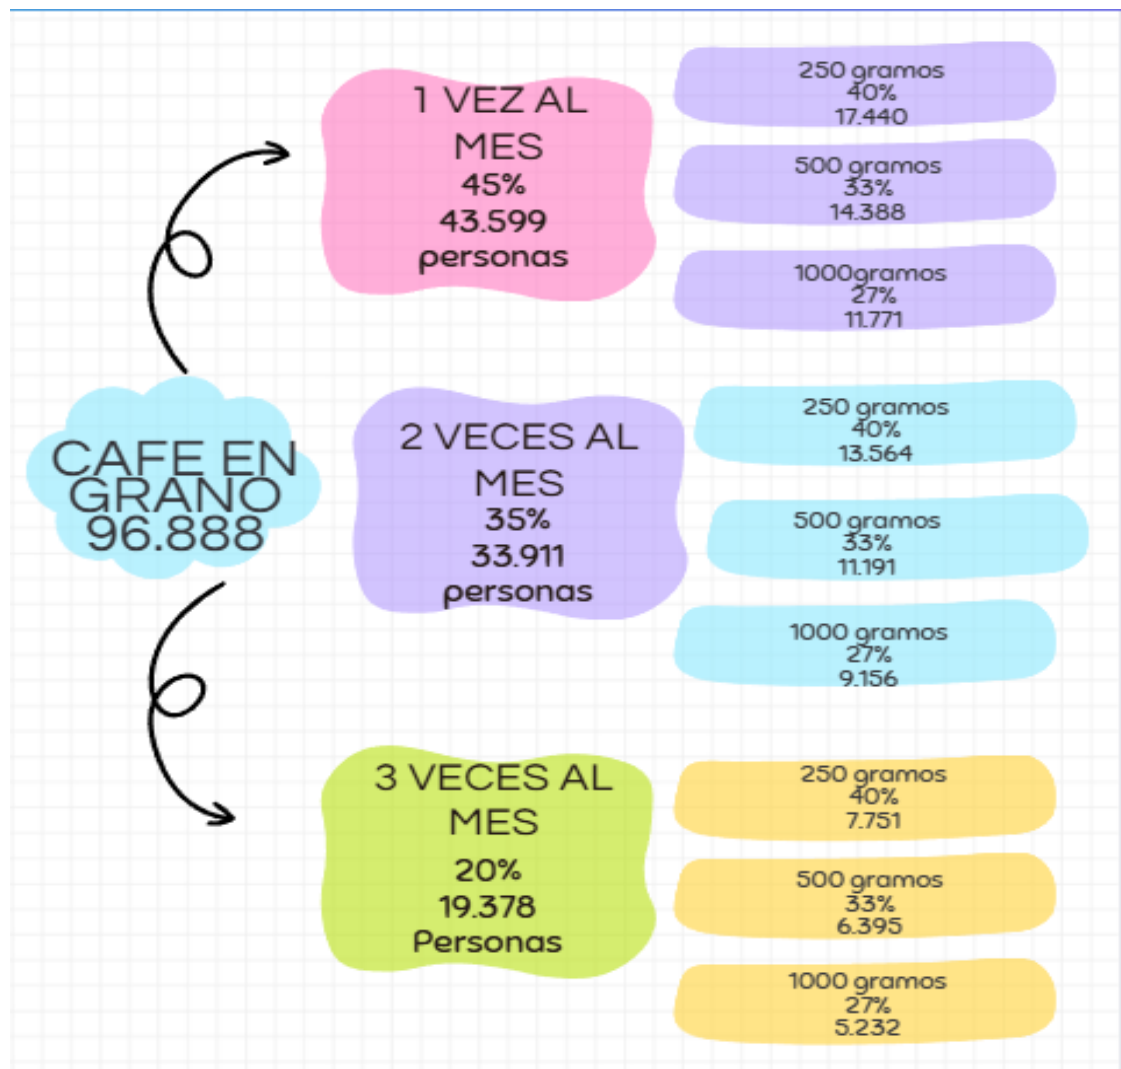 CAFE EN
GRANO
96.888
1 VEZ AL
MES
45%
43.599
personas
250 gramos
40%
17.440
500 gramos
33%
14.388
1000gramos
27%
11.771
2 VECES AL
MES
35%
33.911
personas
250 gramos
40%
13.564
500 gramos
33%
11.191
1000 gramos
27%
9.156
3 VECES AL
MES
20%
19.378
Personas
250 gramos
40%
7.751
500 gramos
33%
6.395
1000 gramos
27%
5.232